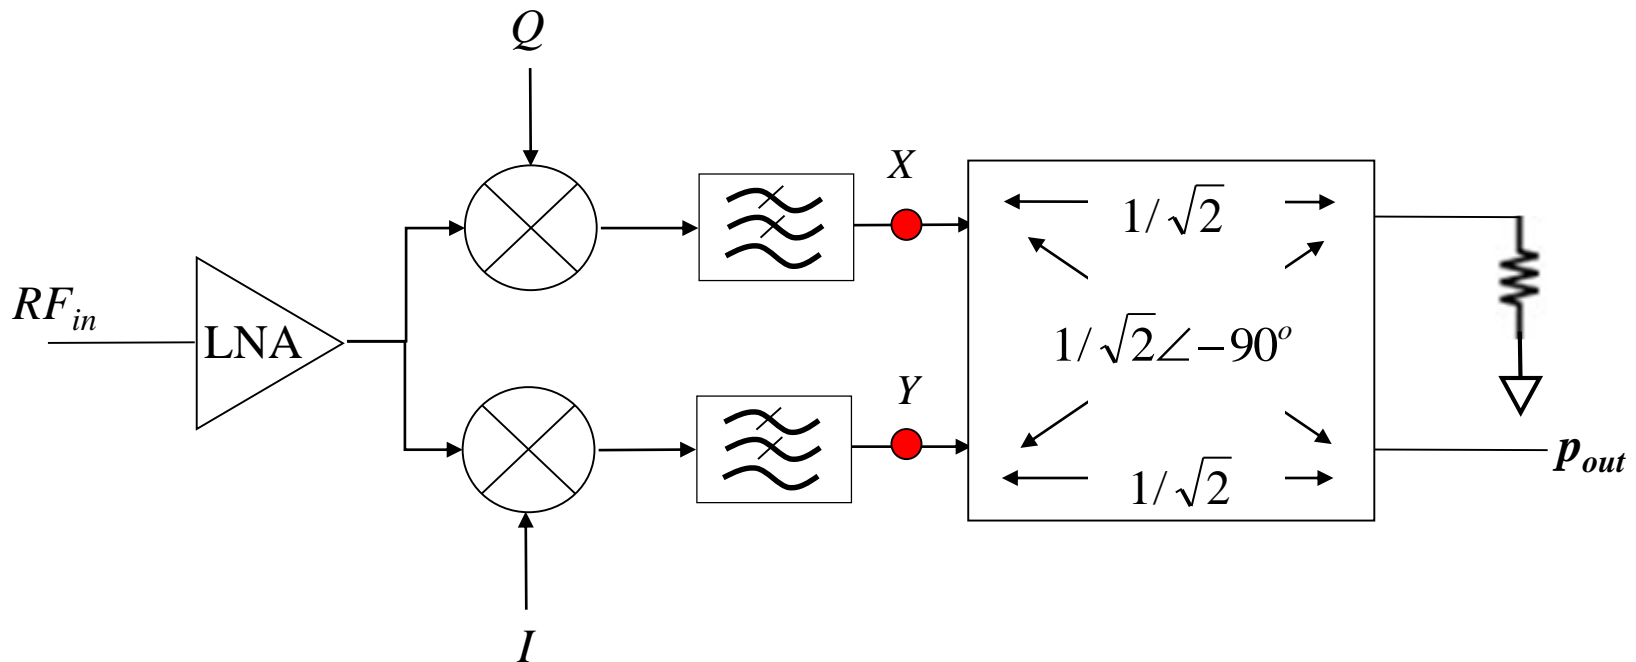 Q
X
1/√2
RF_in
LNA
1/√2∠−90°
Y
p_out
1/√2
I